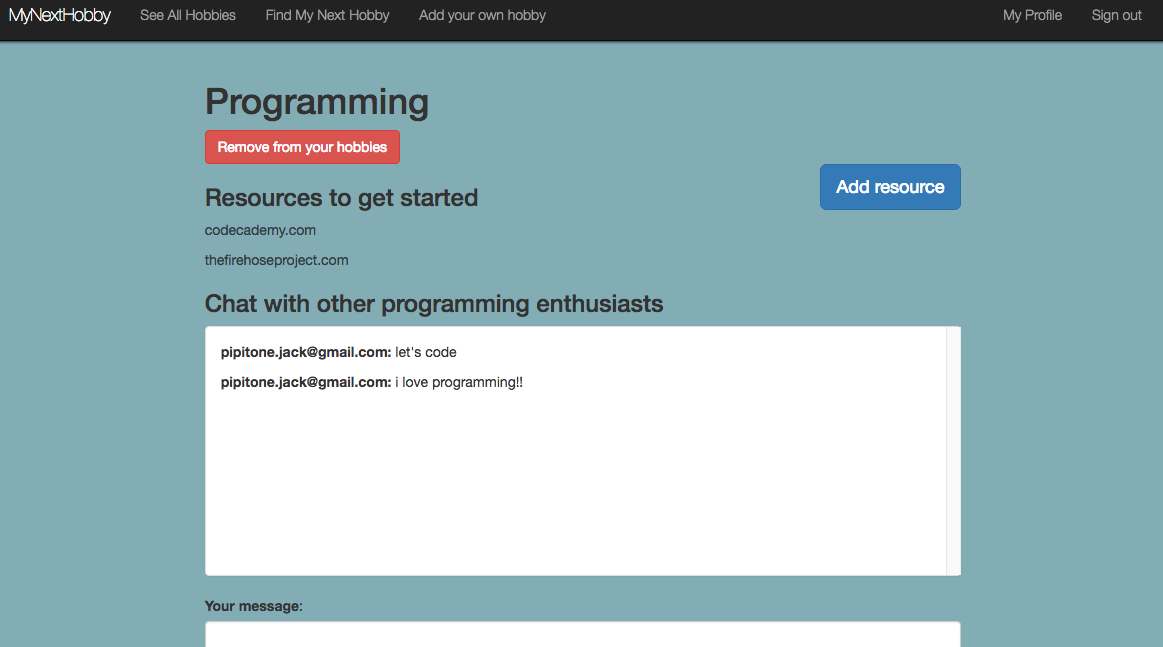 MyNextHobby See All Hobbies Find My Next Hobby Add your own hobby My Profile Sign out
Programming
Remove from your hobbies
Resources to get started
Add resource
codecademy.com
thefirehoseproject.com
Chat with other programming enthusiasts
pipitone.jack@gmail.com: let's code
pipitone.jack@gmail.com: i love programming!!
Your message: